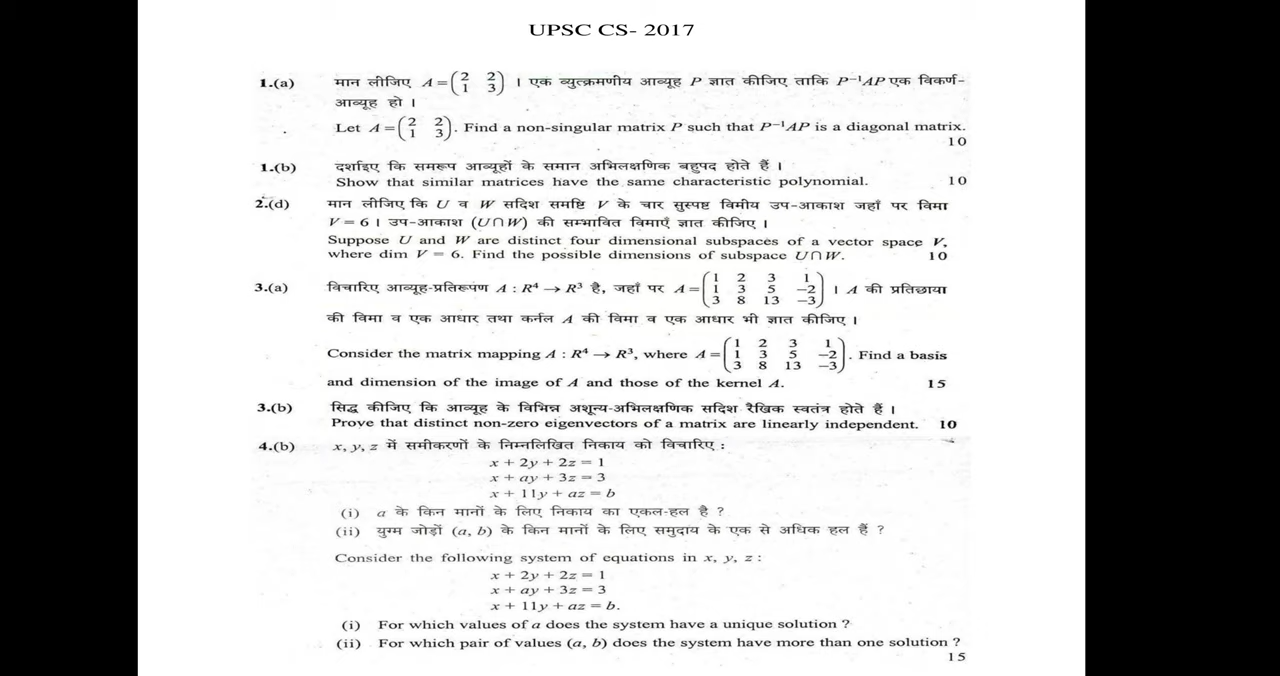 UPSC CS- 2017
1.(a) मान लीजिए A = (2 2
1 3) । एक व्युत्क्रमणीय आव्यूह P ज्ञात कीजिए ताकि P⁻¹AP एक विकर्ण-
आव्यूह हो ।
Let A = (2 2
1 3). Find a non-singular matrix P such that P⁻¹AP is a diagonal matrix.
10
1.(b) दर्शाइए कि समरूप आव्यूहों के समान अभिलक्षणिक बहुपद होते हैं ।
Show that similar matrices have the same characteristic polynomial. 10
2.(d) मान लीजिए कि U व W सदिश समष्टि V के चार सुस्पष्ट विमीय उप-आकाश जहाँ पर विमा
V = 6 । उप-आकाश (U∩W) की सम्भावित विमाएँ ज्ञात कीजिए ।
Suppose U and W are distinct four dimensional subspaces of a vector space V,
where dim V = 6. Find the possible dimensions of subspace U∩W. 10
3.(a) विचारिए आव्यूह-प्रतिरूपण A : R⁴ → R³ है, जहाँ पर A = (1 2 3 1
1 3 5 −2
3 8 13 −3) । A की प्रतिछाया
की विमा व एक आधार तथा कर्नल A की विमा व एक आधार भी ज्ञात कीजिए ।
Consider the matrix mapping A : R⁴ → R³, where A = (1 2 3 1
1 3 5 −2
3 8 13 −3). Find a basis
and dimension of the image of A and those of the kernel A. 15
3.(b) सिद्ध कीजिए कि आव्यूह के विभिन्न अशून्य-अभिलक्षणिक सदिश रैखिक स्वतंत्र होते हैं ।
Prove that distinct non-zero eigenvectors of a matrix are linearly independent. 10
4.(b) x, y, z में समीकरणों के निम्नलिखित निकाय को विचारिए :
x + 2y + 2z = 1
x + ay + 3z = 3
x + 11y + az = b
(i) a के किन मानों के लिए निकाय का एकल-हल है ?
(ii) युग्म जोड़ों (a, b) के किन मानों के लिए समुदाय के एक से अधिक हल हैं ?
Consider the following system of equations in x, y, z :
x + 2y + 2z = 1
x + ay + 3z = 3
x + 11y + az = b.
(i) For which values of a does the system have a unique solution ?
(ii) For which pair of values (a, b) does the system have more than one solution ?
15